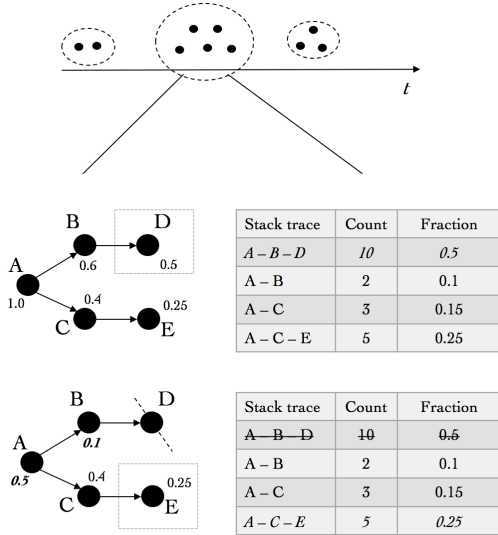 t
B D
0.6 0.5
A
1.0
0.4 0.25
C E
Stack trace Count Fraction
A – B – D 10 0.5
A – B 2 0.1
A – C 3 0.15
A – C – E 5 0.25
B D
0.1
A
0.5
0.4 0.25
C E
Stack trace Count Fraction
A – B – D 10 0.5
A – B 2 0.1
A – C 3 0.15
A – C – E 5 0.25